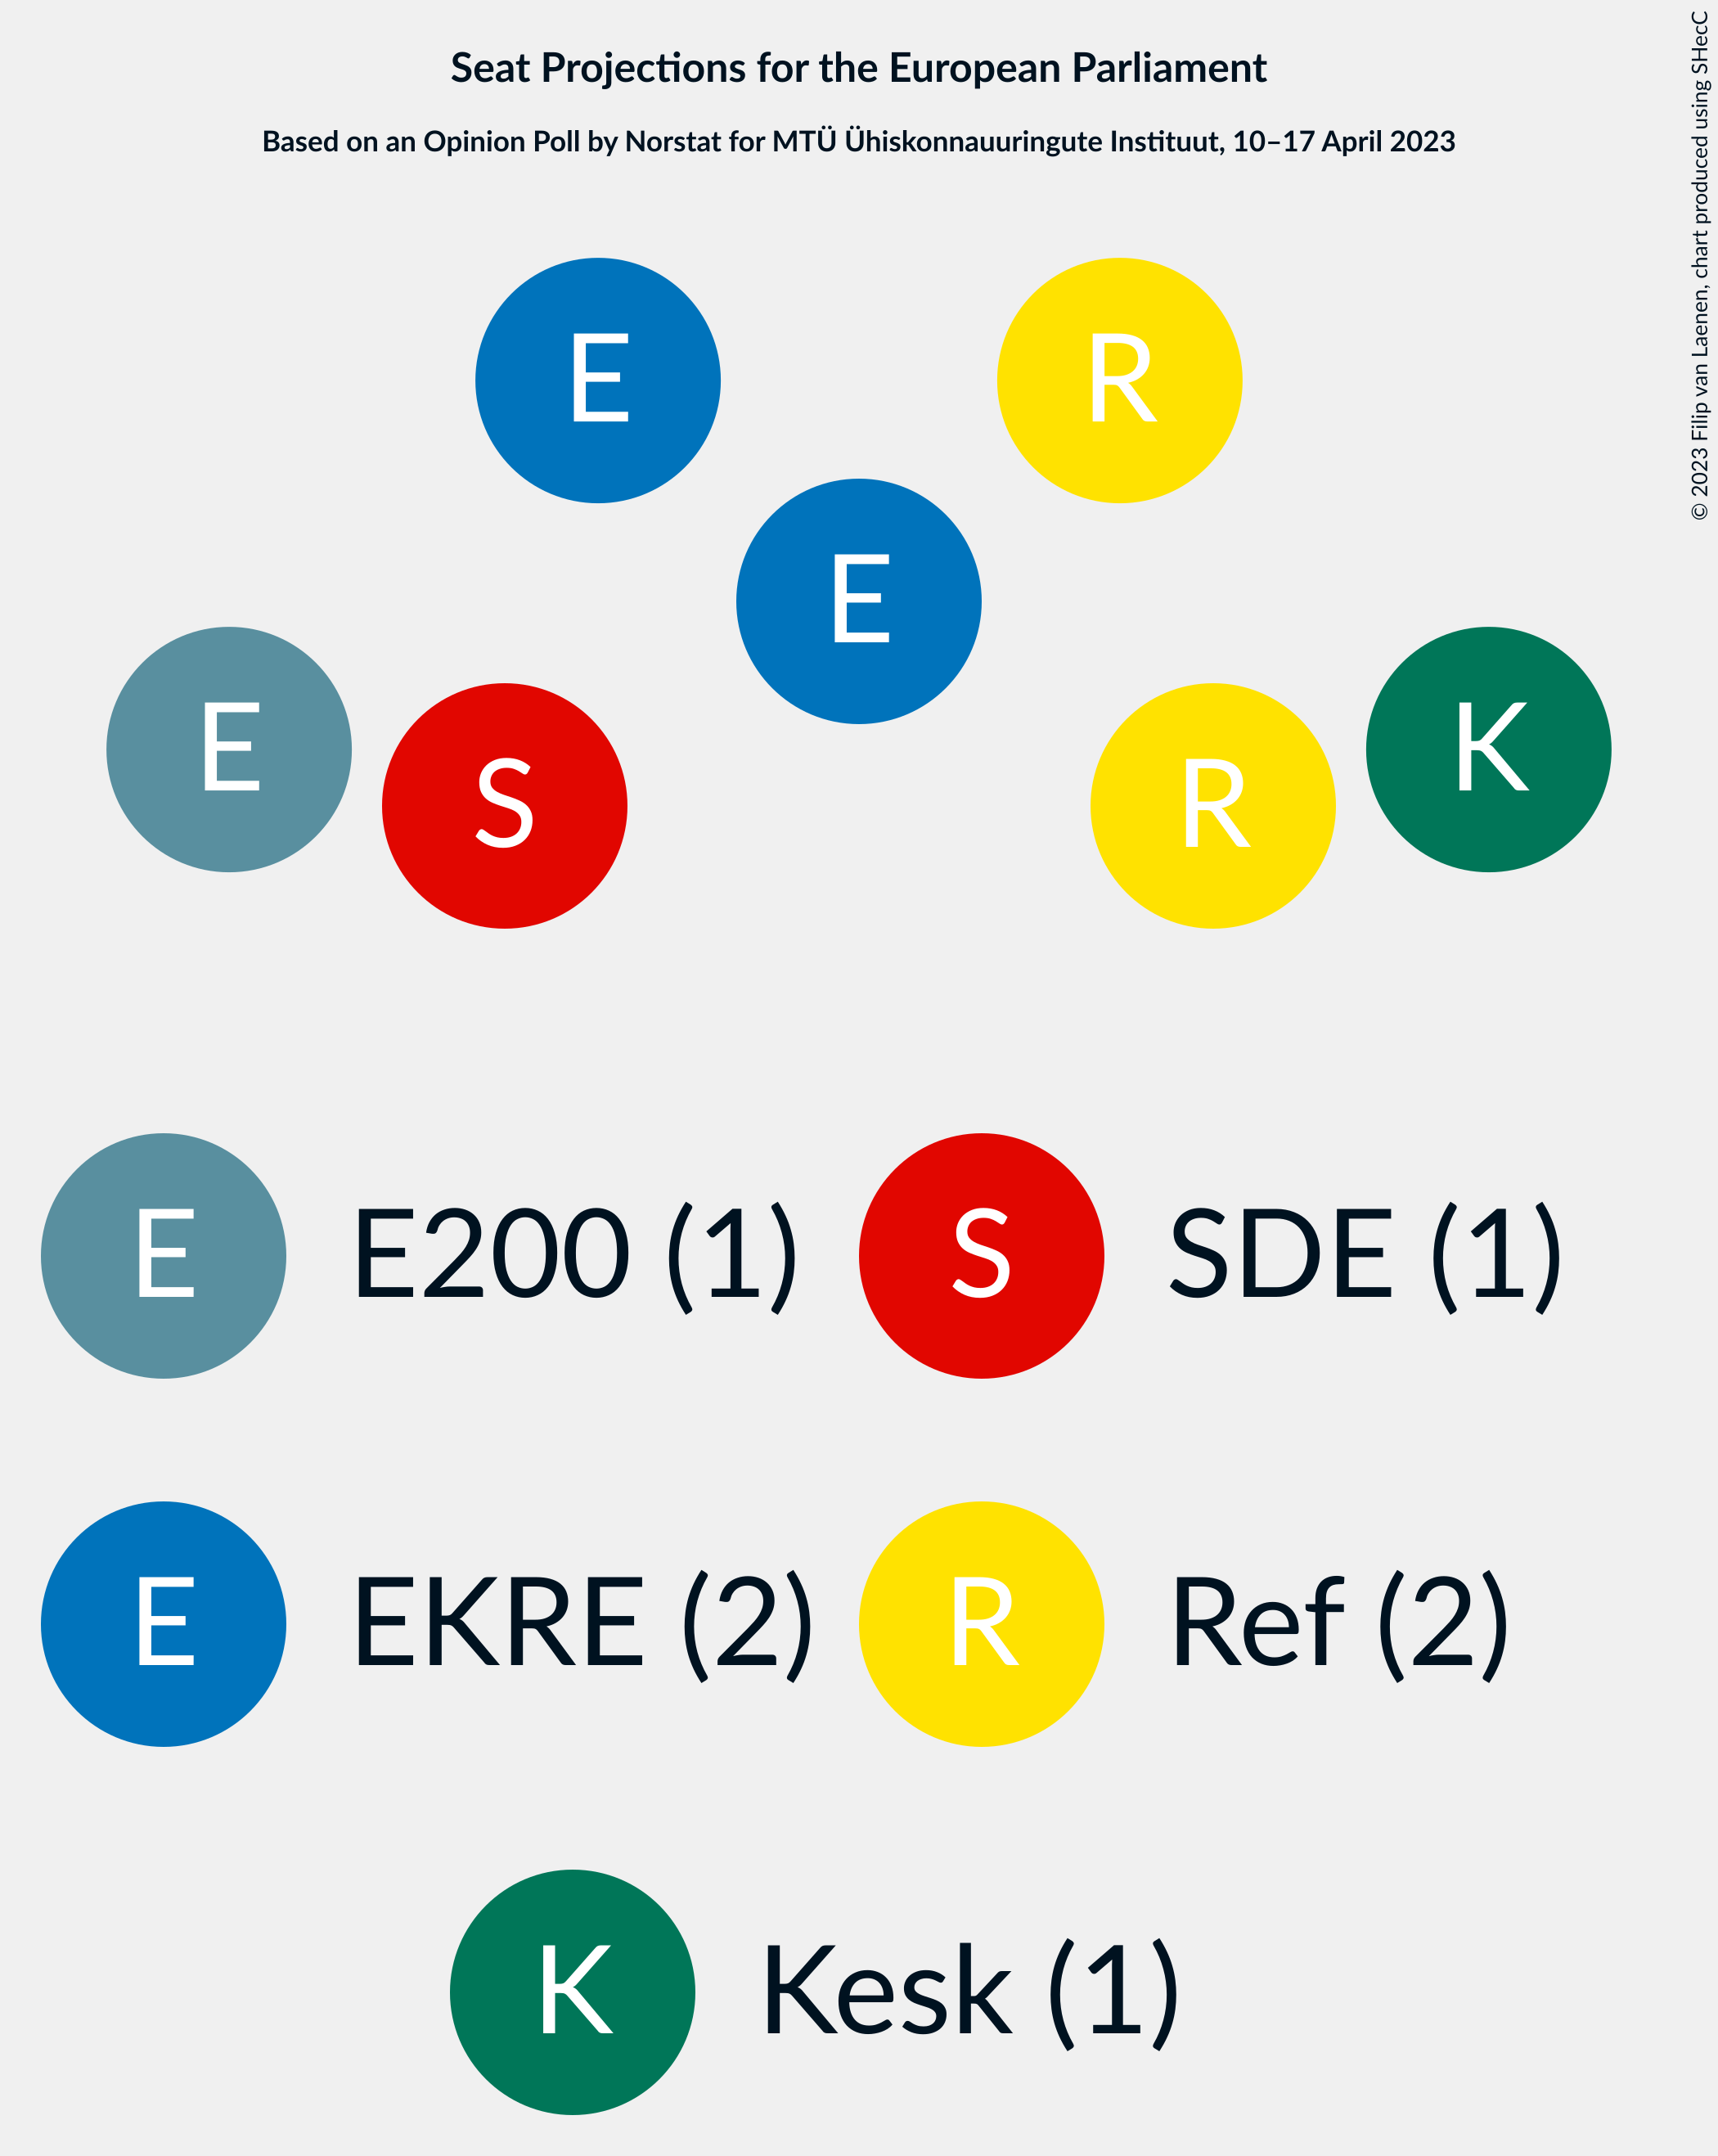 Seat Projections for the European Parliament
Based on an Opinion Poll by Norstat for MTÜ Ühiskonnauuringute Instituut, 10–17 April 2023
© 2023 Filip van Laenen, chart produced using SHecC
E
R
E
E
S
R
K
E
E200 (1)
S
SDE (1)
E
EKRE (2)
R
Ref (2)
K
Kesk (1)